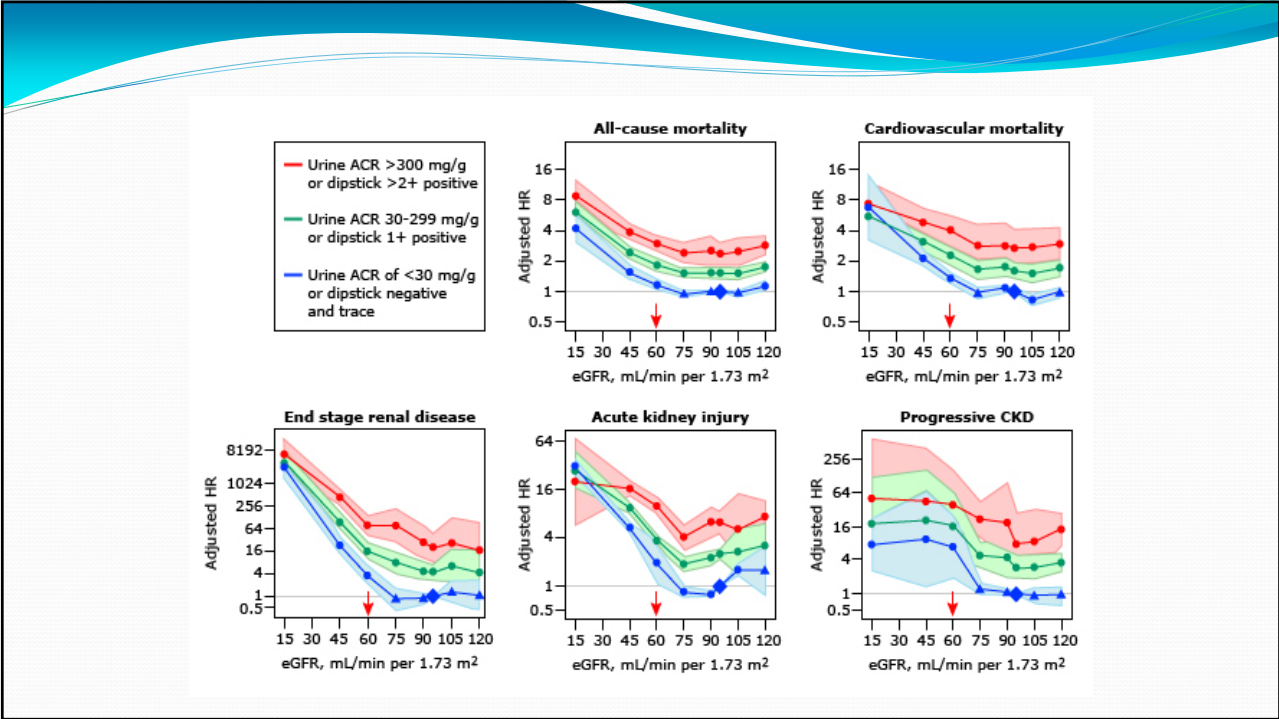 Urine ACR >300 mg/g
or dipstick >2+ positive
Urine ACR 30-299 mg/g
or dipstick 1+ positive
Urine ACR of <30 mg/g
or dipstick negative
and trace
All-cause mortality
Adjusted HR
16
8
4
2
1
0.5
15 30 45 60 75 90 105 120
eGFR, mL/min per 1.73 m²
Cardiovascular mortality
Adjusted HR
16
8
4
2
1
0.5
15 30 45 60 75 90 105 120
eGFR, mL/min per 1.73 m²
End stage renal disease
Adjusted HR
8192
1024
256
64
16
4
1
0.5
15 30 45 60 75 90 105 120
eGFR, mL/min per 1.73 m²
Acute kidney injury
Adjusted HR
64
16
4
1
0.5
15 30 45 60 75 90 105 120
eGFR, mL/min per 1.73 m²
Progressive CKD
Adjusted HR
256
64
16
4
1
0.5
15 30 45 60 75 90 105 120
eGFR, mL/min per 1.73 m²